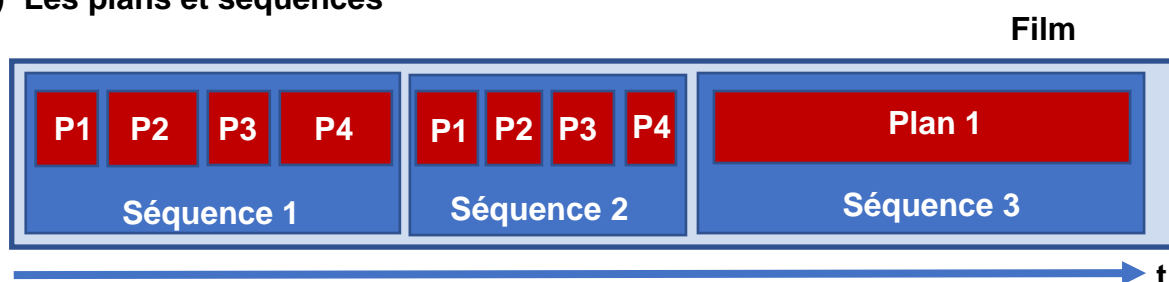 ) Les plans et séquences
Film
P1 P2 P3 P4 P1 P2 P3 P4 Plan 1
Séquence 1 Séquence 2 Séquence 3
t